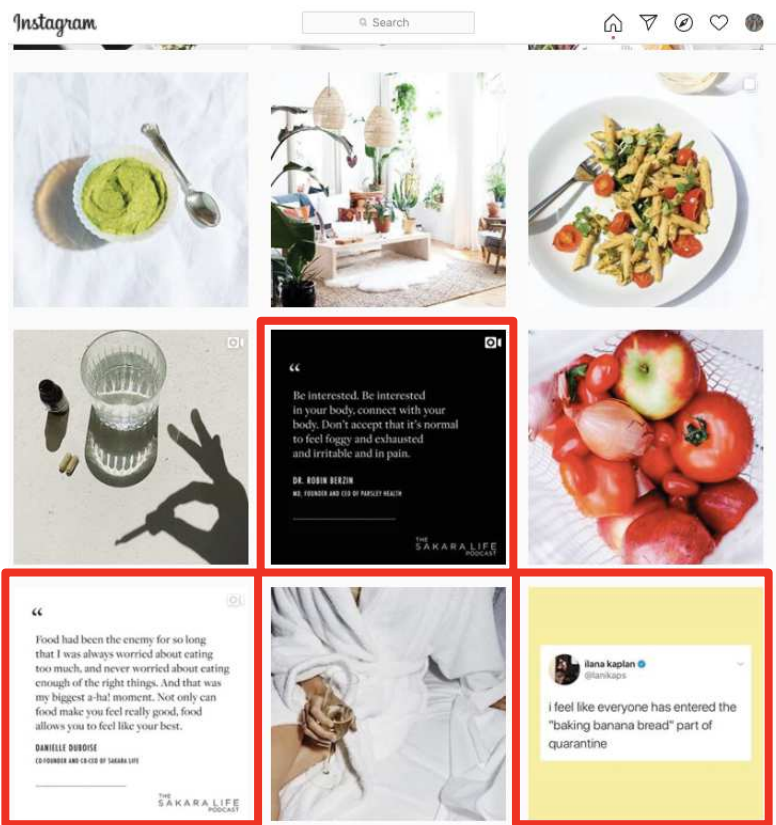 Instagram
Search
“
Be interested. Be interested
in your body, connect with your
body. Don't accept that it's normal
to feel foggy and exhausted
and irritable and in pain.
DR. ROBIN BERZIN
MD, FOUNDER AND CEO OF PARSLEY HEALTH
THE
SAKARA LIFE
PODCAST
“
Food had been the enemy for so long
that I was always worried about eating
too much, and never worried about eating
enough of the right things. And that was
my biggest a-ha! moment. Not only can
food make you feel really good, food
allows you to feel like your best.
DANIELLE DUBOISE
CO-FOUNDER AND CO-CEO OF SAKARA LIFE
THE
SAKARA LIFE
PODCAST
ilana kaplan
@lanikaps
i feel like everyone has entered the
"baking banana bread" part of
quarantine